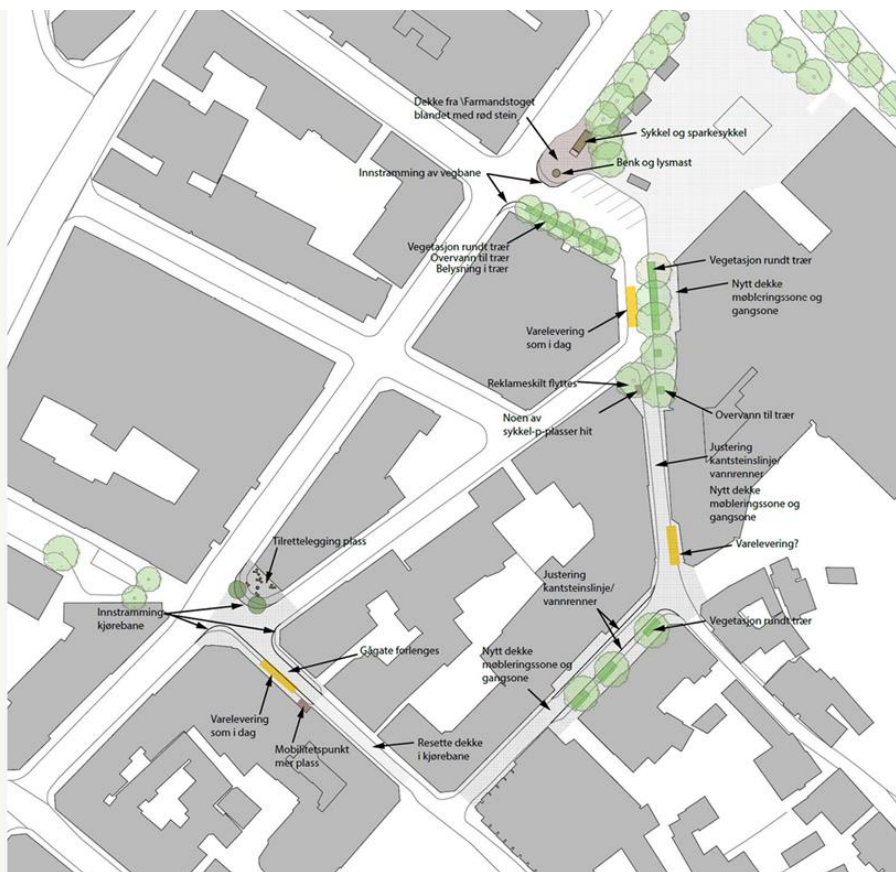 Dekke fra \Farmandstoget
blandet med rød stein
Sykkel og sparkesykkel
Benk og lysmast
Innstramming av vegbane
Vegetasjon rundt trær
Overvann til trær
Belysning i trær
Vegetasjon rundt trær
Nytt dekke
møbleringssone og
gangsone
Varelevering
som i dag
Reklameskilt flyttes
Noen av
sykkel-p-plasser hit
Overvann til trær
Justering
kantsteinslinje/
vannrenner
Nytt dekke
møbleringssone og
gangsone
Tilrettelegging plass
Varelevering?
Justering
kantsteinslinje/
vannrenner
Innstramming
kjørebane
Vegetasjon rundt trær
Gågate forlenges
Nytt dekke
møbleringssone og
gangsone
Varelevering
som i dag
Mobilitetspunkt
mer plass
Resette dekke
i kjørebane